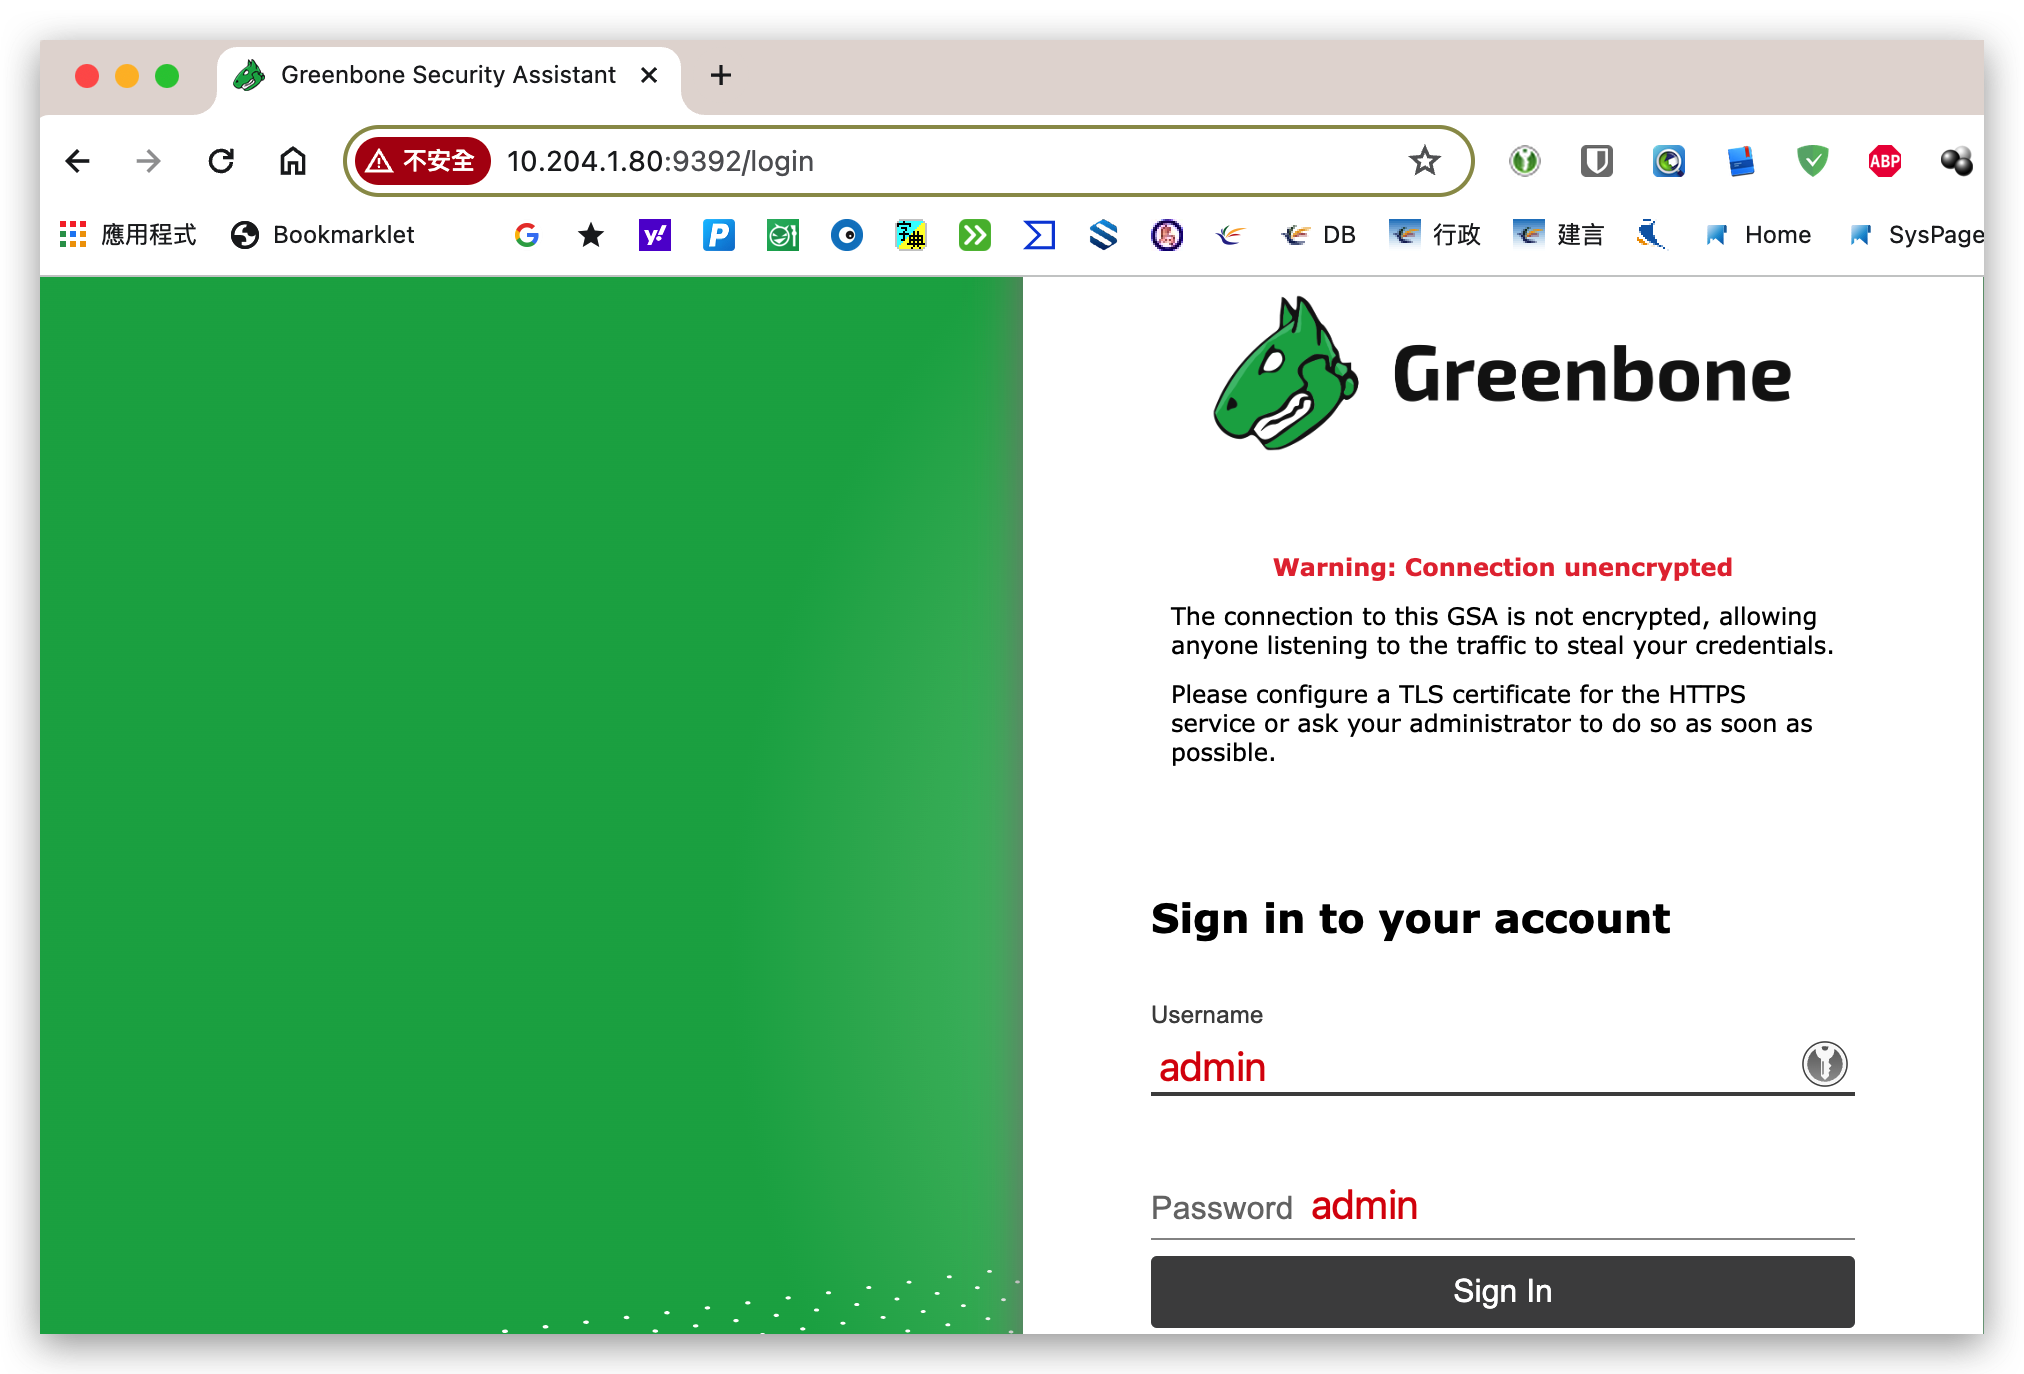 Greenbone Security Assistant
不安全 10.204.1.80:9392/login
ABP
應用程式 Bookmarklet y! P 字典 DB 行政 建言 Home SysPage
Greenbone
Warning: Connection unencrypted
The connection to this GSA is not encrypted, allowing
anyone listening to the traffic to steal your credentials.
Please configure a TLS certificate for the HTTPS
service or ask your administrator to do so as soon as
possible.
Sign in to your account
Username
admin
Password admin
Sign In